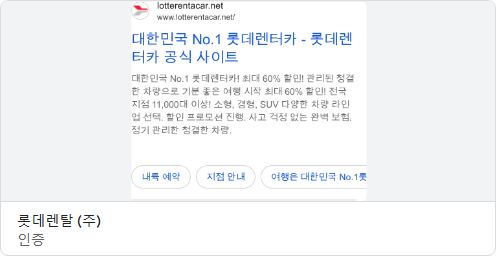 lotterentacar.net/
www.lotterentacar.net/
대한민국 No.1 롯데렌터카 - 롯데렌
터카 공식 사이트
대한민국 No.1 롯데렌터카! 최대 60% 할인! 관리된 청결
한 차량으로 기분 좋은 여행 시작 최대 60% 할인! 전국
지점 11,000대 이상! 소형, 경형, SUV 다양한 차량 라인
업 선택. 할인 프로모션 진행. 사고 걱정 없는 완벽 보험.
정기 관리한 청결한 차량.
내륙 예약
지점 안내
여행은 대한민국 No.1롯
롯데렌탈 (주)
인증